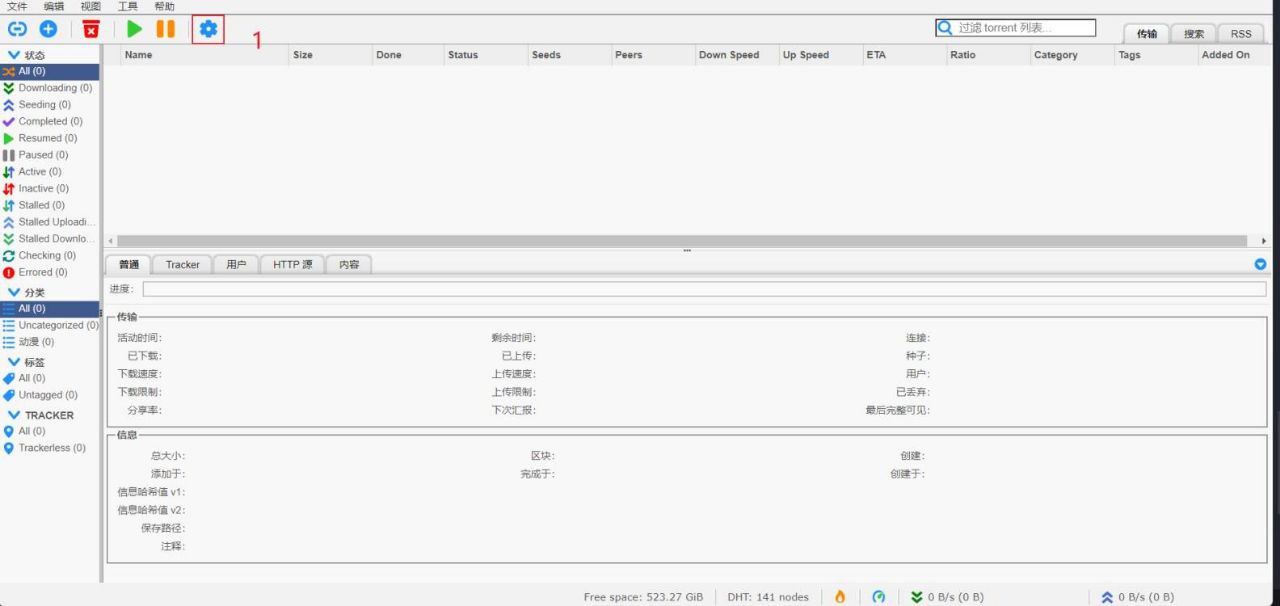 文件 编辑 视图 工具 帮助
1
过滤 torrent 列表...
传输 搜索 RSS
状态
All (0)
Downloading (0)
Seeding (0)
Completed (0)
Resumed (0)
Paused (0)
Active (0)
Inactive (0)
Stalled (0)
Stalled Uploadi...
Stalled Downlo...
Checking (0)
Errored (0)
分类
All (0)
Uncategorized (0)
动漫 (0)
标签
All (0)
Untagged (0)
TRACKER
All (0)
Trackerless (0)
Name Size Done Status Seeds Peers Down Speed Up Speed ETA Ratio Category Tags Added On
普通 Tracker 用户 HTTP 源 内容
进度:
传输
活动时间: 剩余时间: 连接:
已下载: 已上传: 种子:
下载速度: 上传速度: 用户:
下载限制: 上传限制: 已丢弃:
分享率: 下次汇报: 最后完整可见:
信息
总大小: 区块: 创建:
添加于: 完成于: 创建于:
信息哈希值 v1:
信息哈希值 v2:
保存路径:
注释:
Free space: 523.27 GiB DHT: 141 nodes 0 B/s (0 B) 0 B/s (0 B)